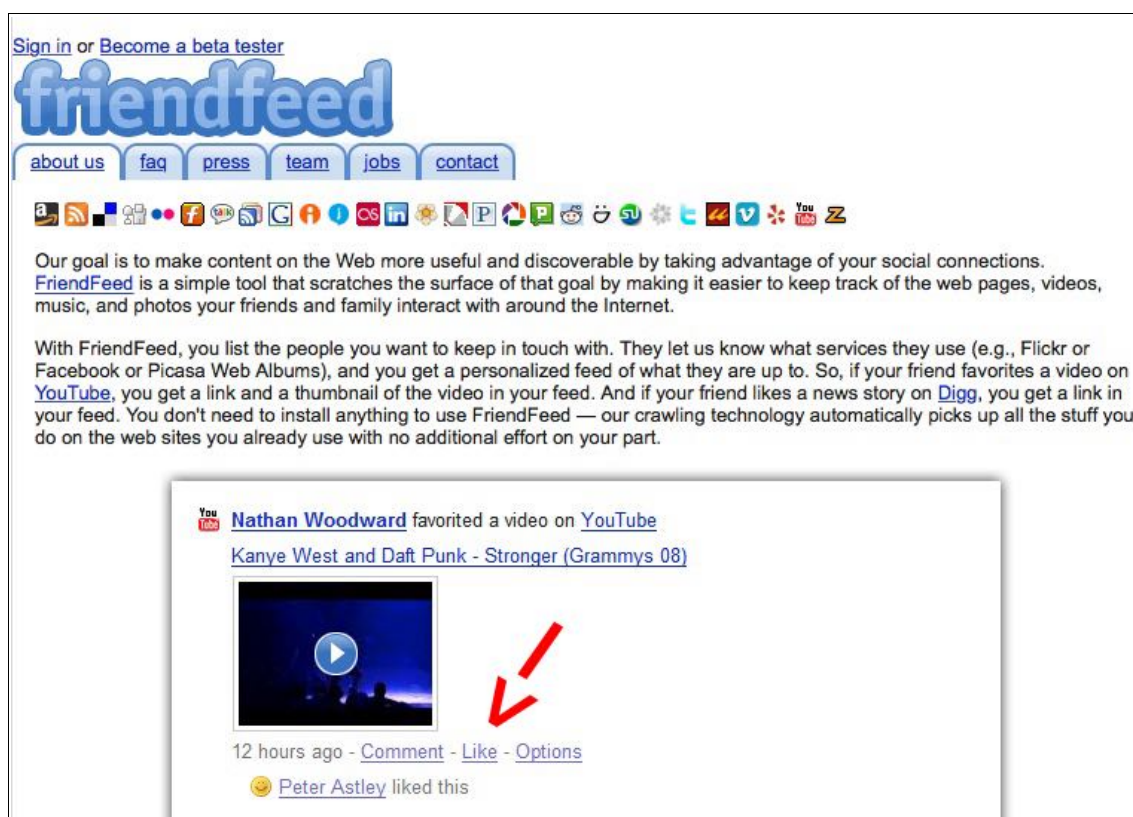 Sign in or Become a beta tester
friendfeed
about us faq press team jobs contact
Our goal is to make content on the Web more useful and discoverable by taking advantage of your social connections.
FriendFeed is a simple tool that scratches the surface of that goal by making it easier to keep track of the web pages, videos,
music, and photos your friends and family interact with around the Internet.
With FriendFeed, you list the people you want to keep in touch with. They let us know what services they use (e.g., Flickr or
Facebook or Picasa Web Albums), and you get a personalized feed of what they are up to. So, if your friend favorites a video on
YouTube, you get a link and a thumbnail of the video in your feed. And if your friend likes a news story on Digg, you get a link in
your feed. You don't need to install anything to use FriendFeed — our crawling technology automatically picks up all the stuff you
do on the web sites you already use with no additional effort on your part.
You Tube Nathan Woodward favorited a video on YouTube
Kanye West and Daft Punk - Stronger (Grammys 08)
12 hours ago - Comment - Like - Options
Peter Astley liked this